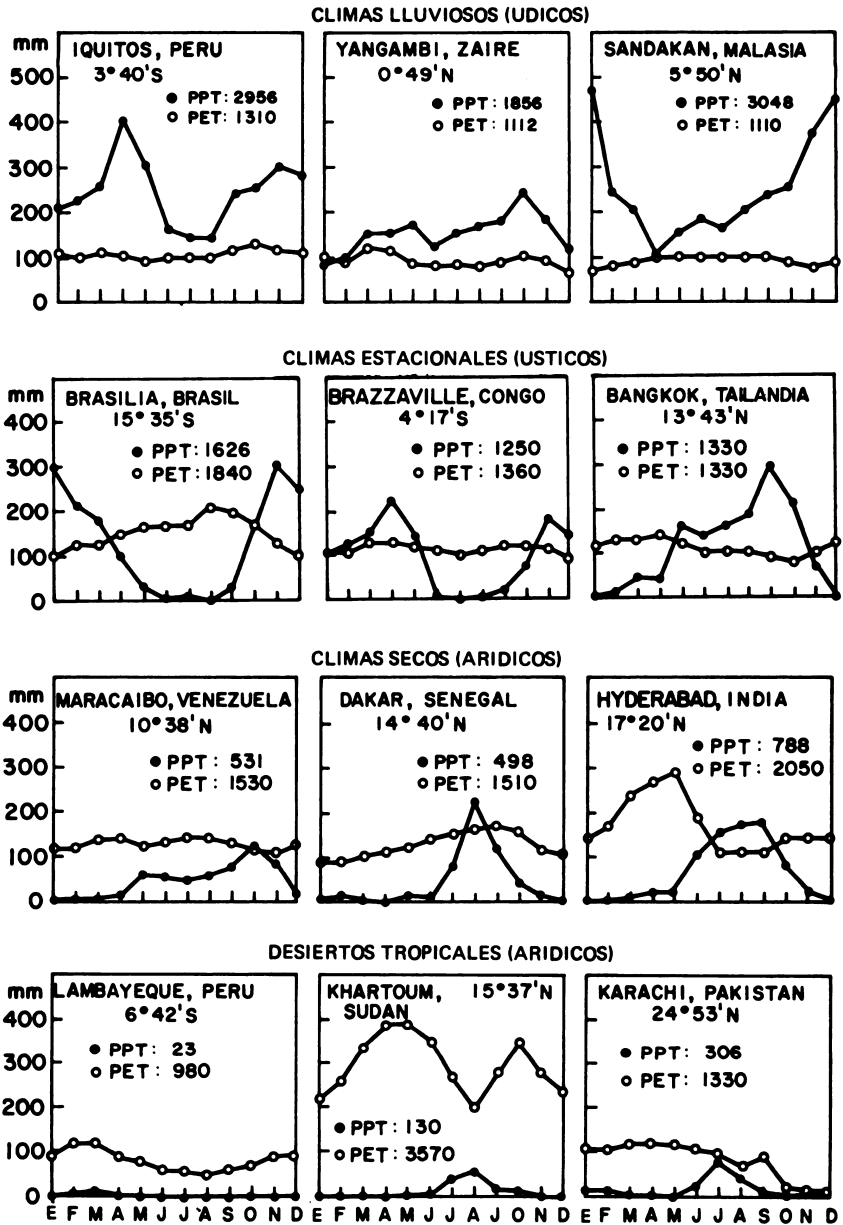 CLIMAS LLUVIOSOS (UDICOS)
mm
500
400
300
200
100
0
IQUITOS, PERU
3°40'S
PPT: 2956
PET: 1310
YANGAMBI, ZAIRE
0°49'N
PPT: 1856
PET: 1112
SANDAKAN, MALASIA
5°50'N
PPT: 3048
PET: 1110
CLIMAS ESTACIONALES (USTICOS)
mm
400
300
200
100
0
BRASILIA, BRASIL
15°35'S
PPT: 1626
PET: 1840
BRAZZAVILLE, CONGO
4°17'S
PPT: 1250
PET: 1360
BANGKOK, TAILANDIA
13°43'N
PPT: 1330
PET: 1330
CLIMAS SECOS (ARIDICOS)
mm
400
300
200
100
0
MARACAIBO, VENEZUELA
10°38'N
PPT: 531
PET: 1530
DAKAR, SENEGAL
14°40'N
PPT: 498
PET: 1510
HYDERABAD, INDIA
17°20'N
PPT: 788
PET: 2050
DESIERTOS TROPICALES (ARIDICOS)
mm
400
300
200
100
0
LAMBAYEQUE, PERU
6°42'S
PPT: 23
PET: 980
E F M A M J J A S O N D
KHARTOUM, 15°37'N
SUDAN
PPT: 130
PET: 3570
E F M A M J J A S O N D
KARACHI, PAKISTAN
24°53'N
PPT: 306
PET: 1330
E F M A M J J A S O N D